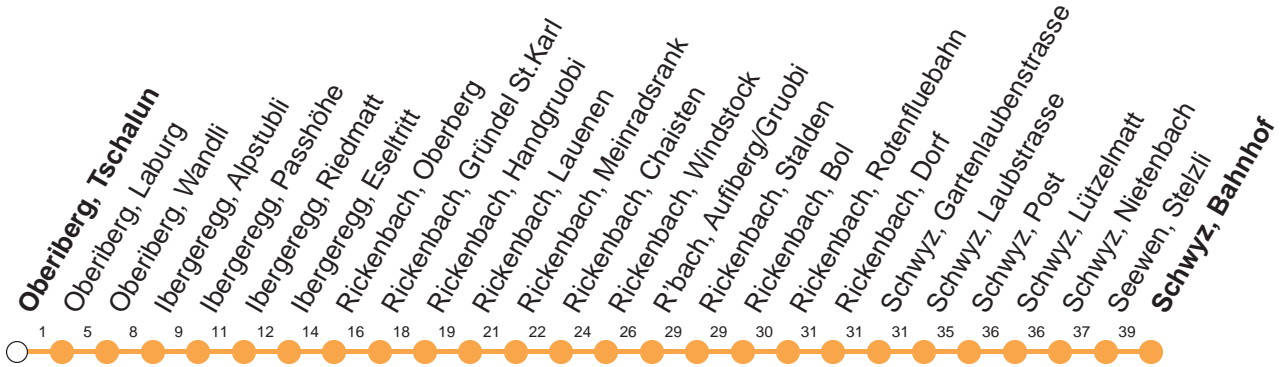 Oberiberg, Tschalun
Oberiberg, Laburg
Oberiberg, Wandli
Ibergeregg, Alpstubli
Ibergeregg, Passhöhe
Ibergeregg, Riedmatt
Ibergeregg, Eseltritt
Rickenbach, Oberberg
Rickenbach, Gründel St.Karl
Rickenbach, Handgruobi
Rickenbach, Lauenen
Rickenbach, Meinradsrank
Rickenbach, Chaisten
Rickenbach, Windstock
R'bach, Aufiberg/Gruobi
Rickenbach, Stalden
Rickenbach, Bol
Rickenbach, Rotenfluebahn
Rickenbach, Dorf
Schwyz, Gartenlaubenstrasse
Schwyz, Laubstrasse
Schwyz, Post
Schwyz, Lützelmatt
Schwyz, Nietenbach
Seewen, Stelzli
Schwyz, Bahnhof
1 5 8 9 11 12 14 16 18 19 21 22 24 26 29 29 30 31 31 31 35 36 36 37 39